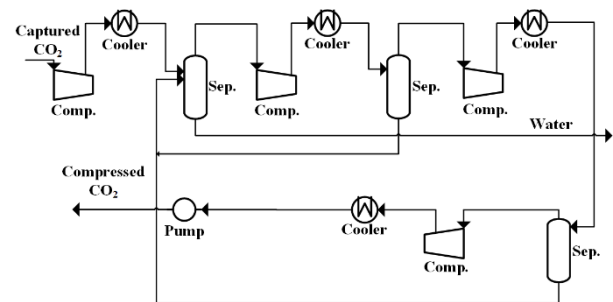 Captured
CO2
Cooler
Cooler
Cooler
Sep.
Sep.
Comp.
Comp.
Comp.
Water
Compressed
CO2
Pump
Cooler
Comp.
Sep.